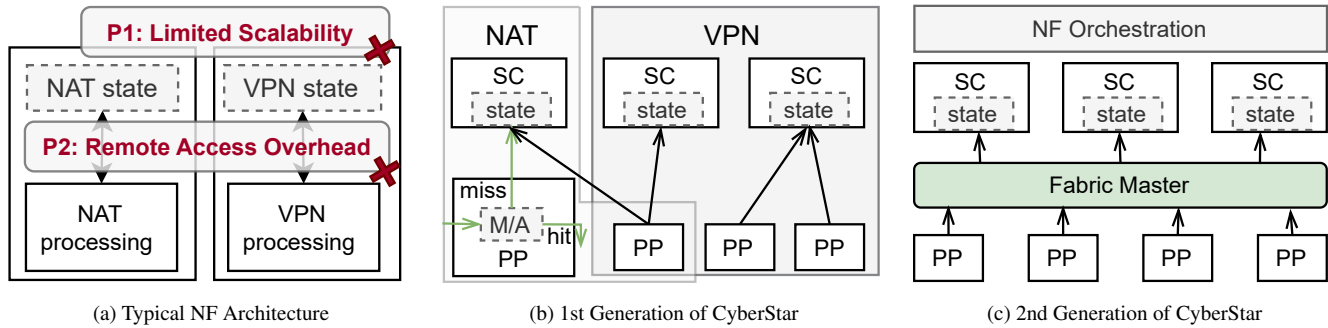 P1: Limited Scalability
NAT state
VPN state
P2: Remote Access Overhead
NAT
processing
VPN
processing
(a) Typical NF Architecture
NAT
VPN
SC
state
SC
state
SC
state
miss
M/A
hit
PP
PP
PP
PP
(b) 1st Generation of CyberStar
NF Orchestration
SC
state
SC
state
SC
state
Fabric Master
PP
PP
PP
PP
(c) 2nd Generation of CyberStar